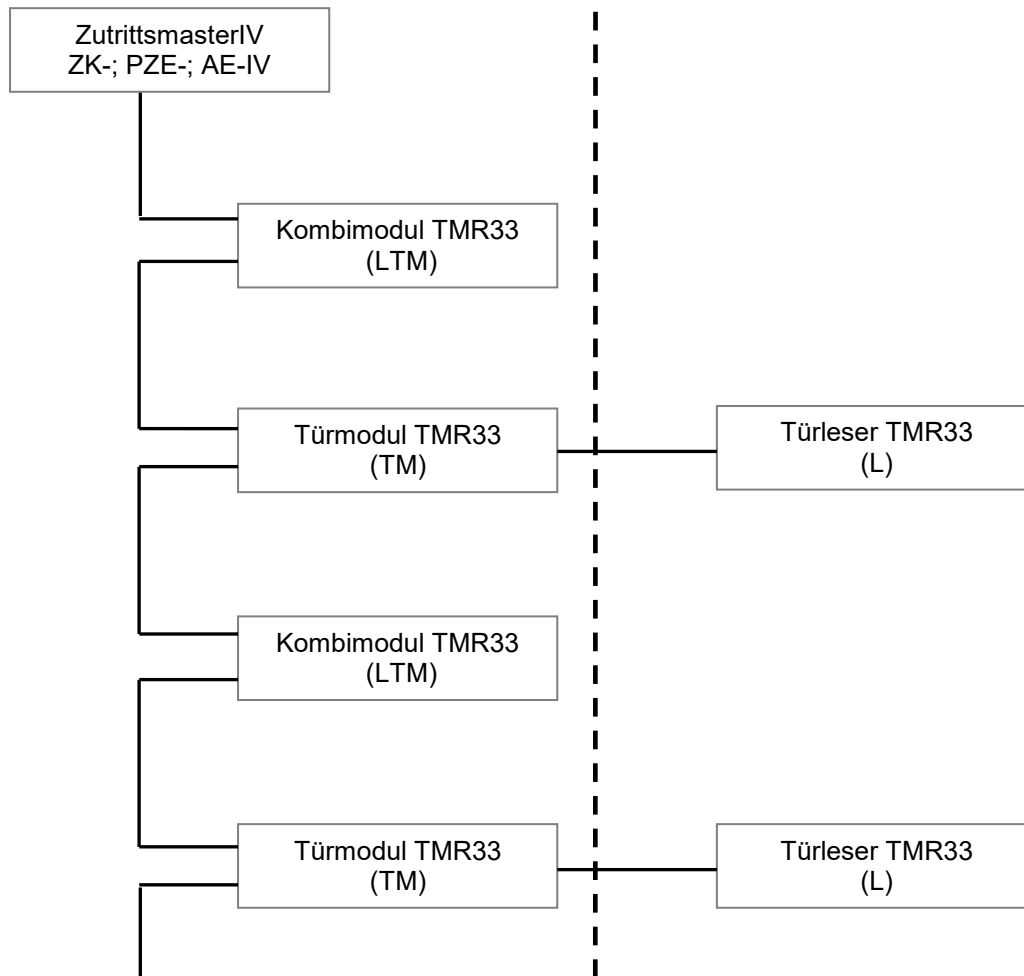 ZutrittsmasterIV
ZK-; PZE-; AE-IV
Kombimodul TMR33
(LTM)
Türmodul TMR33
(TM)
Türleser TMR33
(L)
Kombimodul TMR33
(LTM)
Türmodul TMR33
(TM)
Türleser TMR33
(L)